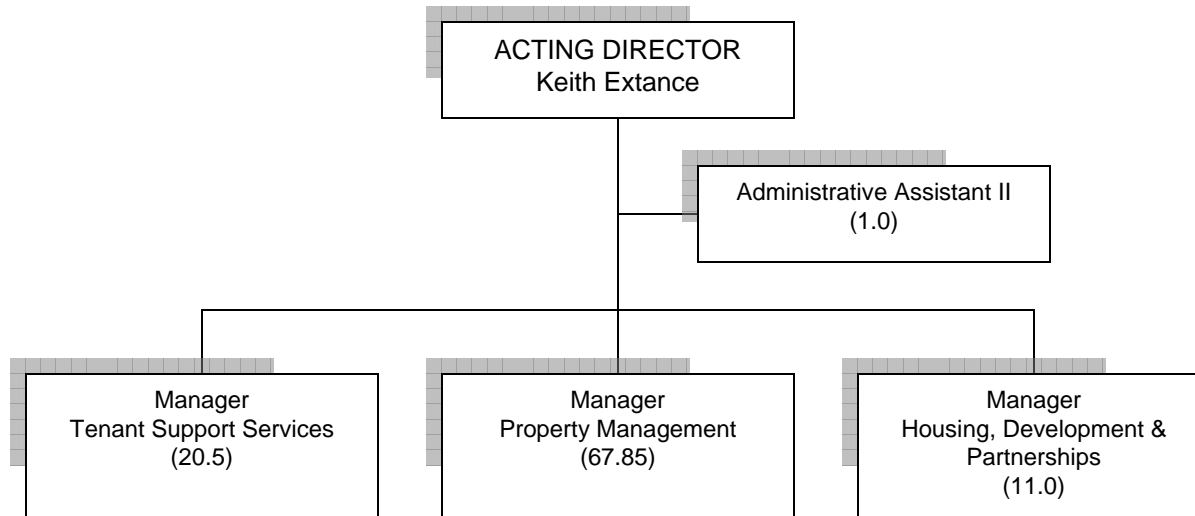 ACTING DIRECTOR
Keith Extance
Administrative Assistant II
(1.0)
Manager
Tenant Support Services
(20.5)
Manager
Property Management
(67.85)
Manager
Housing, Development &
Partnerships
(11.0)